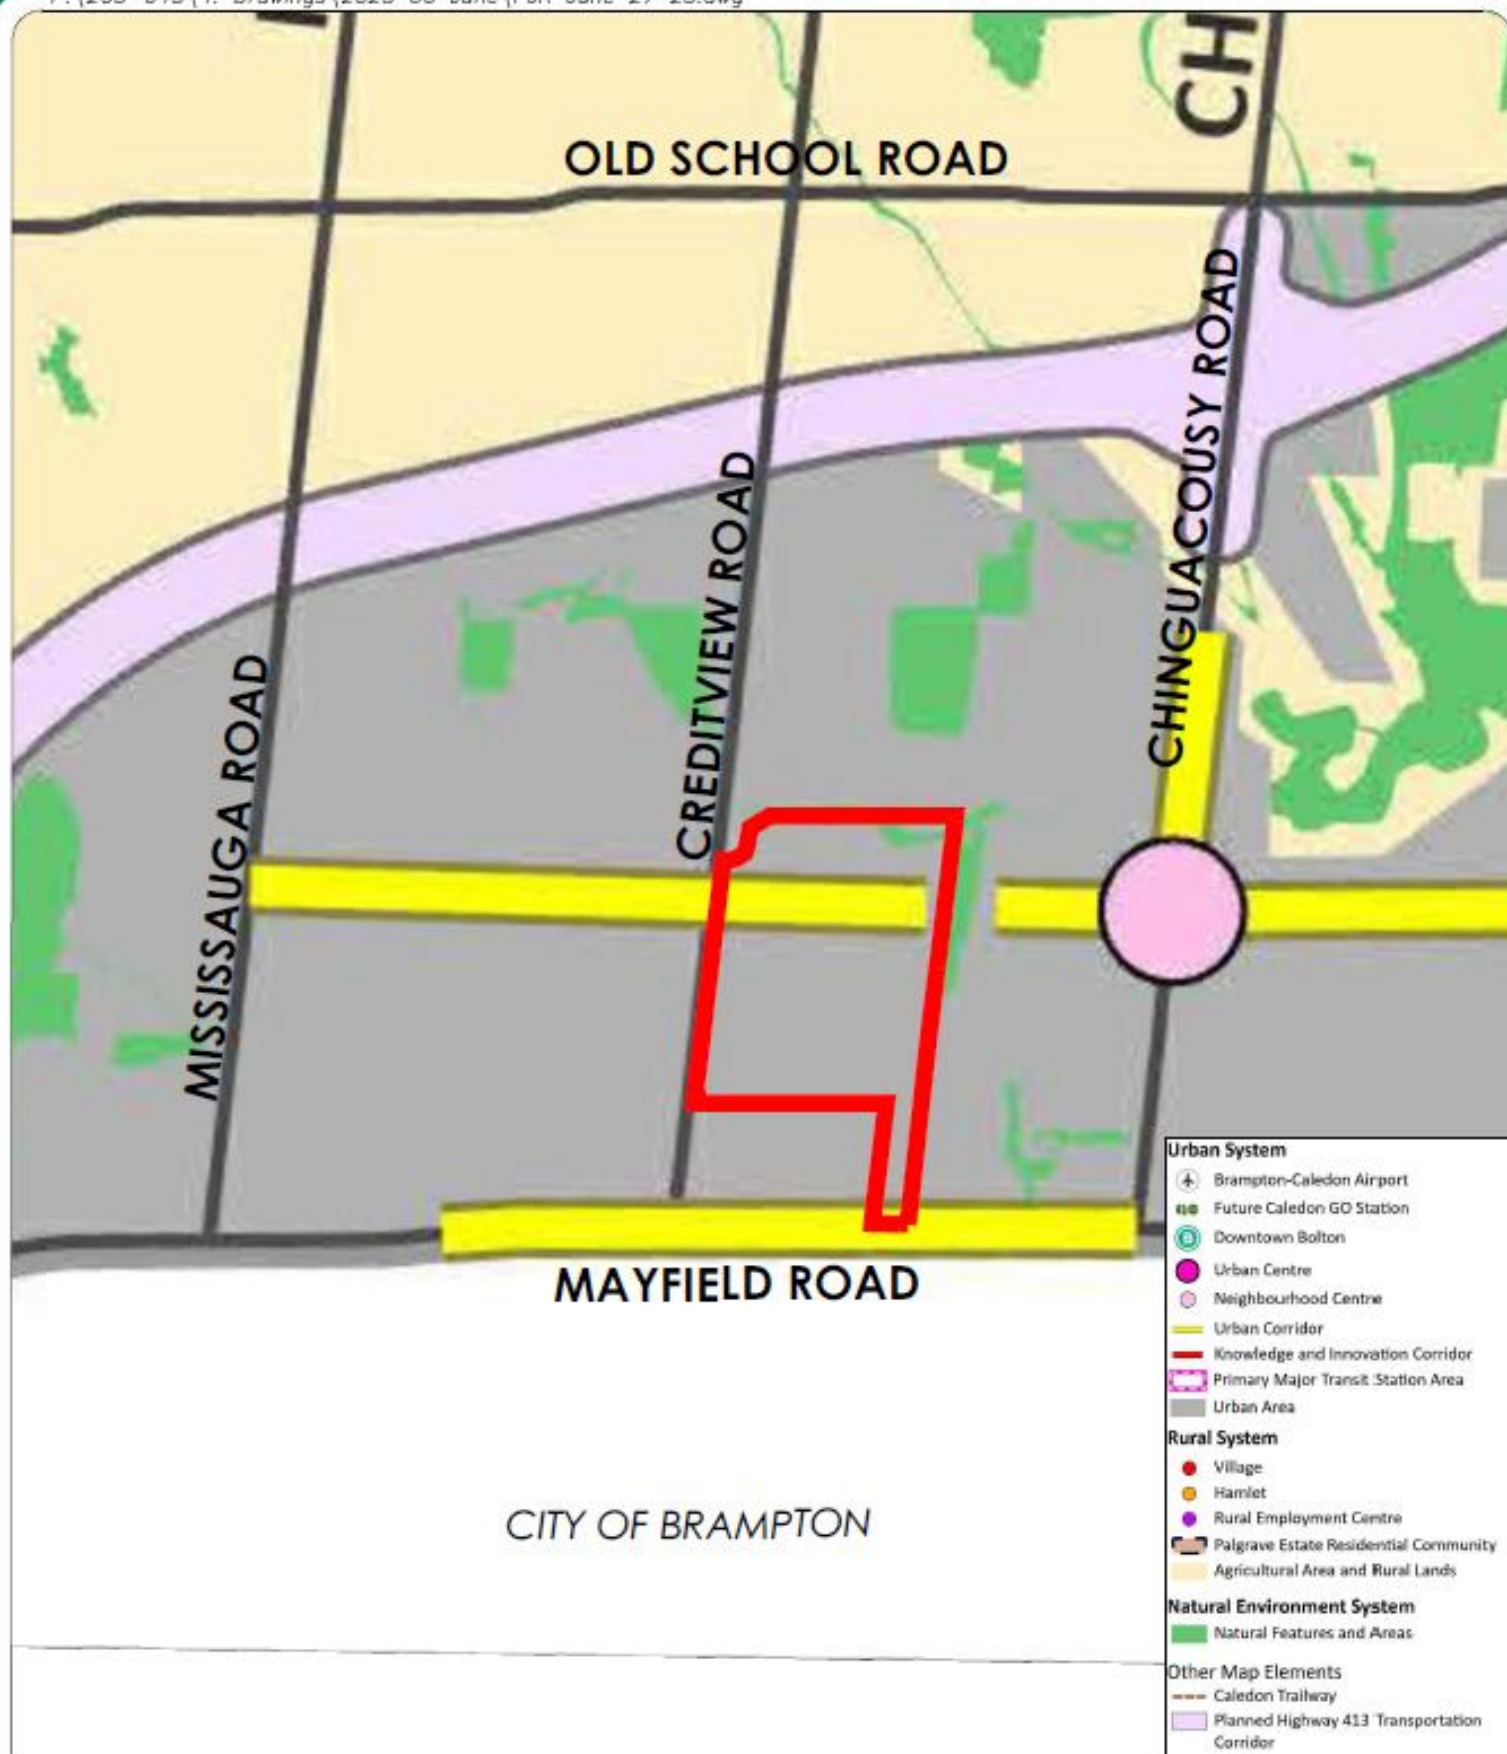 CH
OLD SCHOOL ROAD
CHINGUACOUSY ROAD
CREDITVIEW ROAD
MISSISSAUGA ROAD
MAYFIELD ROAD
CITY OF BRAMPTON
Urban System
Brampton-Caledon Airport
Future Caledon GO Station
Downtown Bolton
Urban Centre
Neighbourhood Centre
Urban Corridor
Knowledge and Innovation Corridor
Primary Major Transit Station Area
Urban Area
Rural System
Village
Hamlet
Rural Employment Centre
Palgrave Estate Residential Community
Agricultural Area and Rural Lands
Natural Environment System
Natural Features and Areas
Other Map Elements
Caledon Trailway
Planned Highway 413 Transportation
Corridor